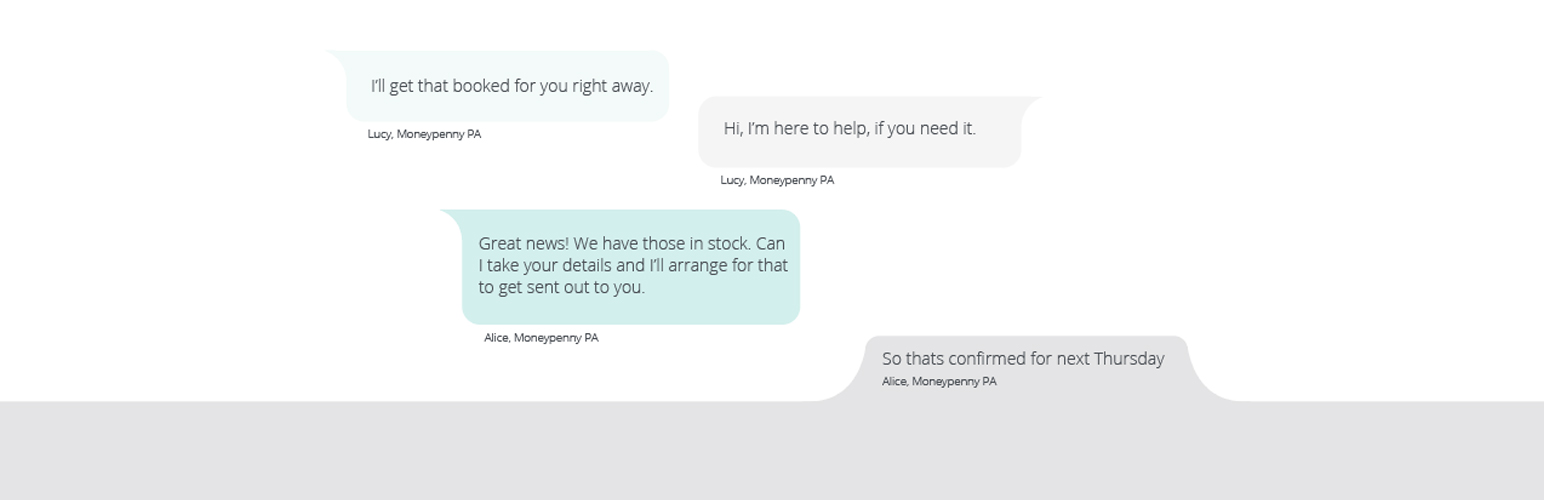 I’ll get that booked for you right away.
Lucy, Moneypenny PA
Hi, I’m here to help, if you need it.
Lucy, Moneypenny PA
Great news! We have those in stock. Can
I take your details and I’ll arrange for that
to get sent out to you.
Alice, Moneypenny PA
So thats confirmed for next Thursday
Alice, Moneypenny PA